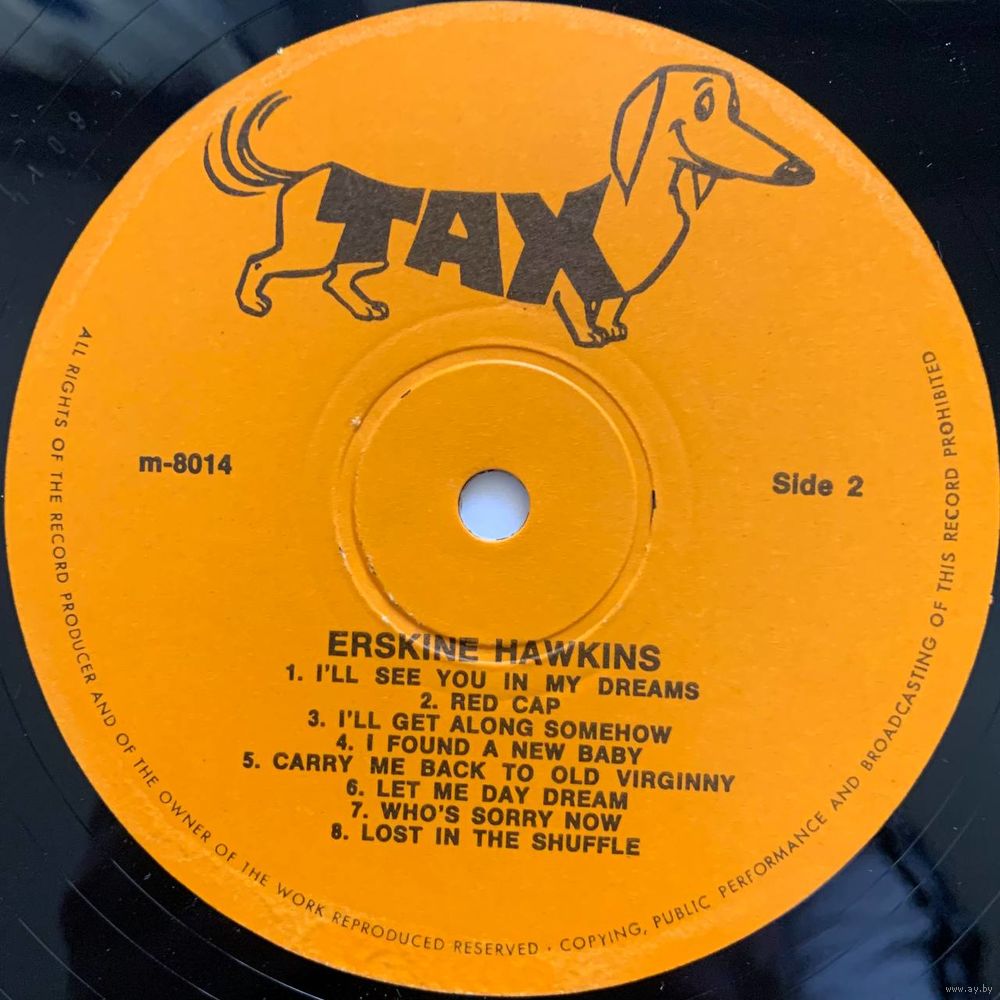 TAX
m-8014
Side 2
ERSKINE HAWKINS
1. I'LL SEE YOU IN MY DREAMS
2. RED CAP
3. I'LL GET ALONG SOMEHOW
4. I FOUND A NEW BABY
5. CARRY ME BACK TO OLD VIRGINNY
6. LET ME DAY DREAM
7. WHO'S SORRY NOW
8. LOST IN THE SHUFFLE
ALL RIGHTS OF THE RECORD PRODUCER AND OF THE OWNER OF THE WORK REPRODUCED RESERVED · COPYING, PUBLIC PERFORMANCE AND BROADCASTING OF THIS RECORD PROHIBITED
www.ay.by